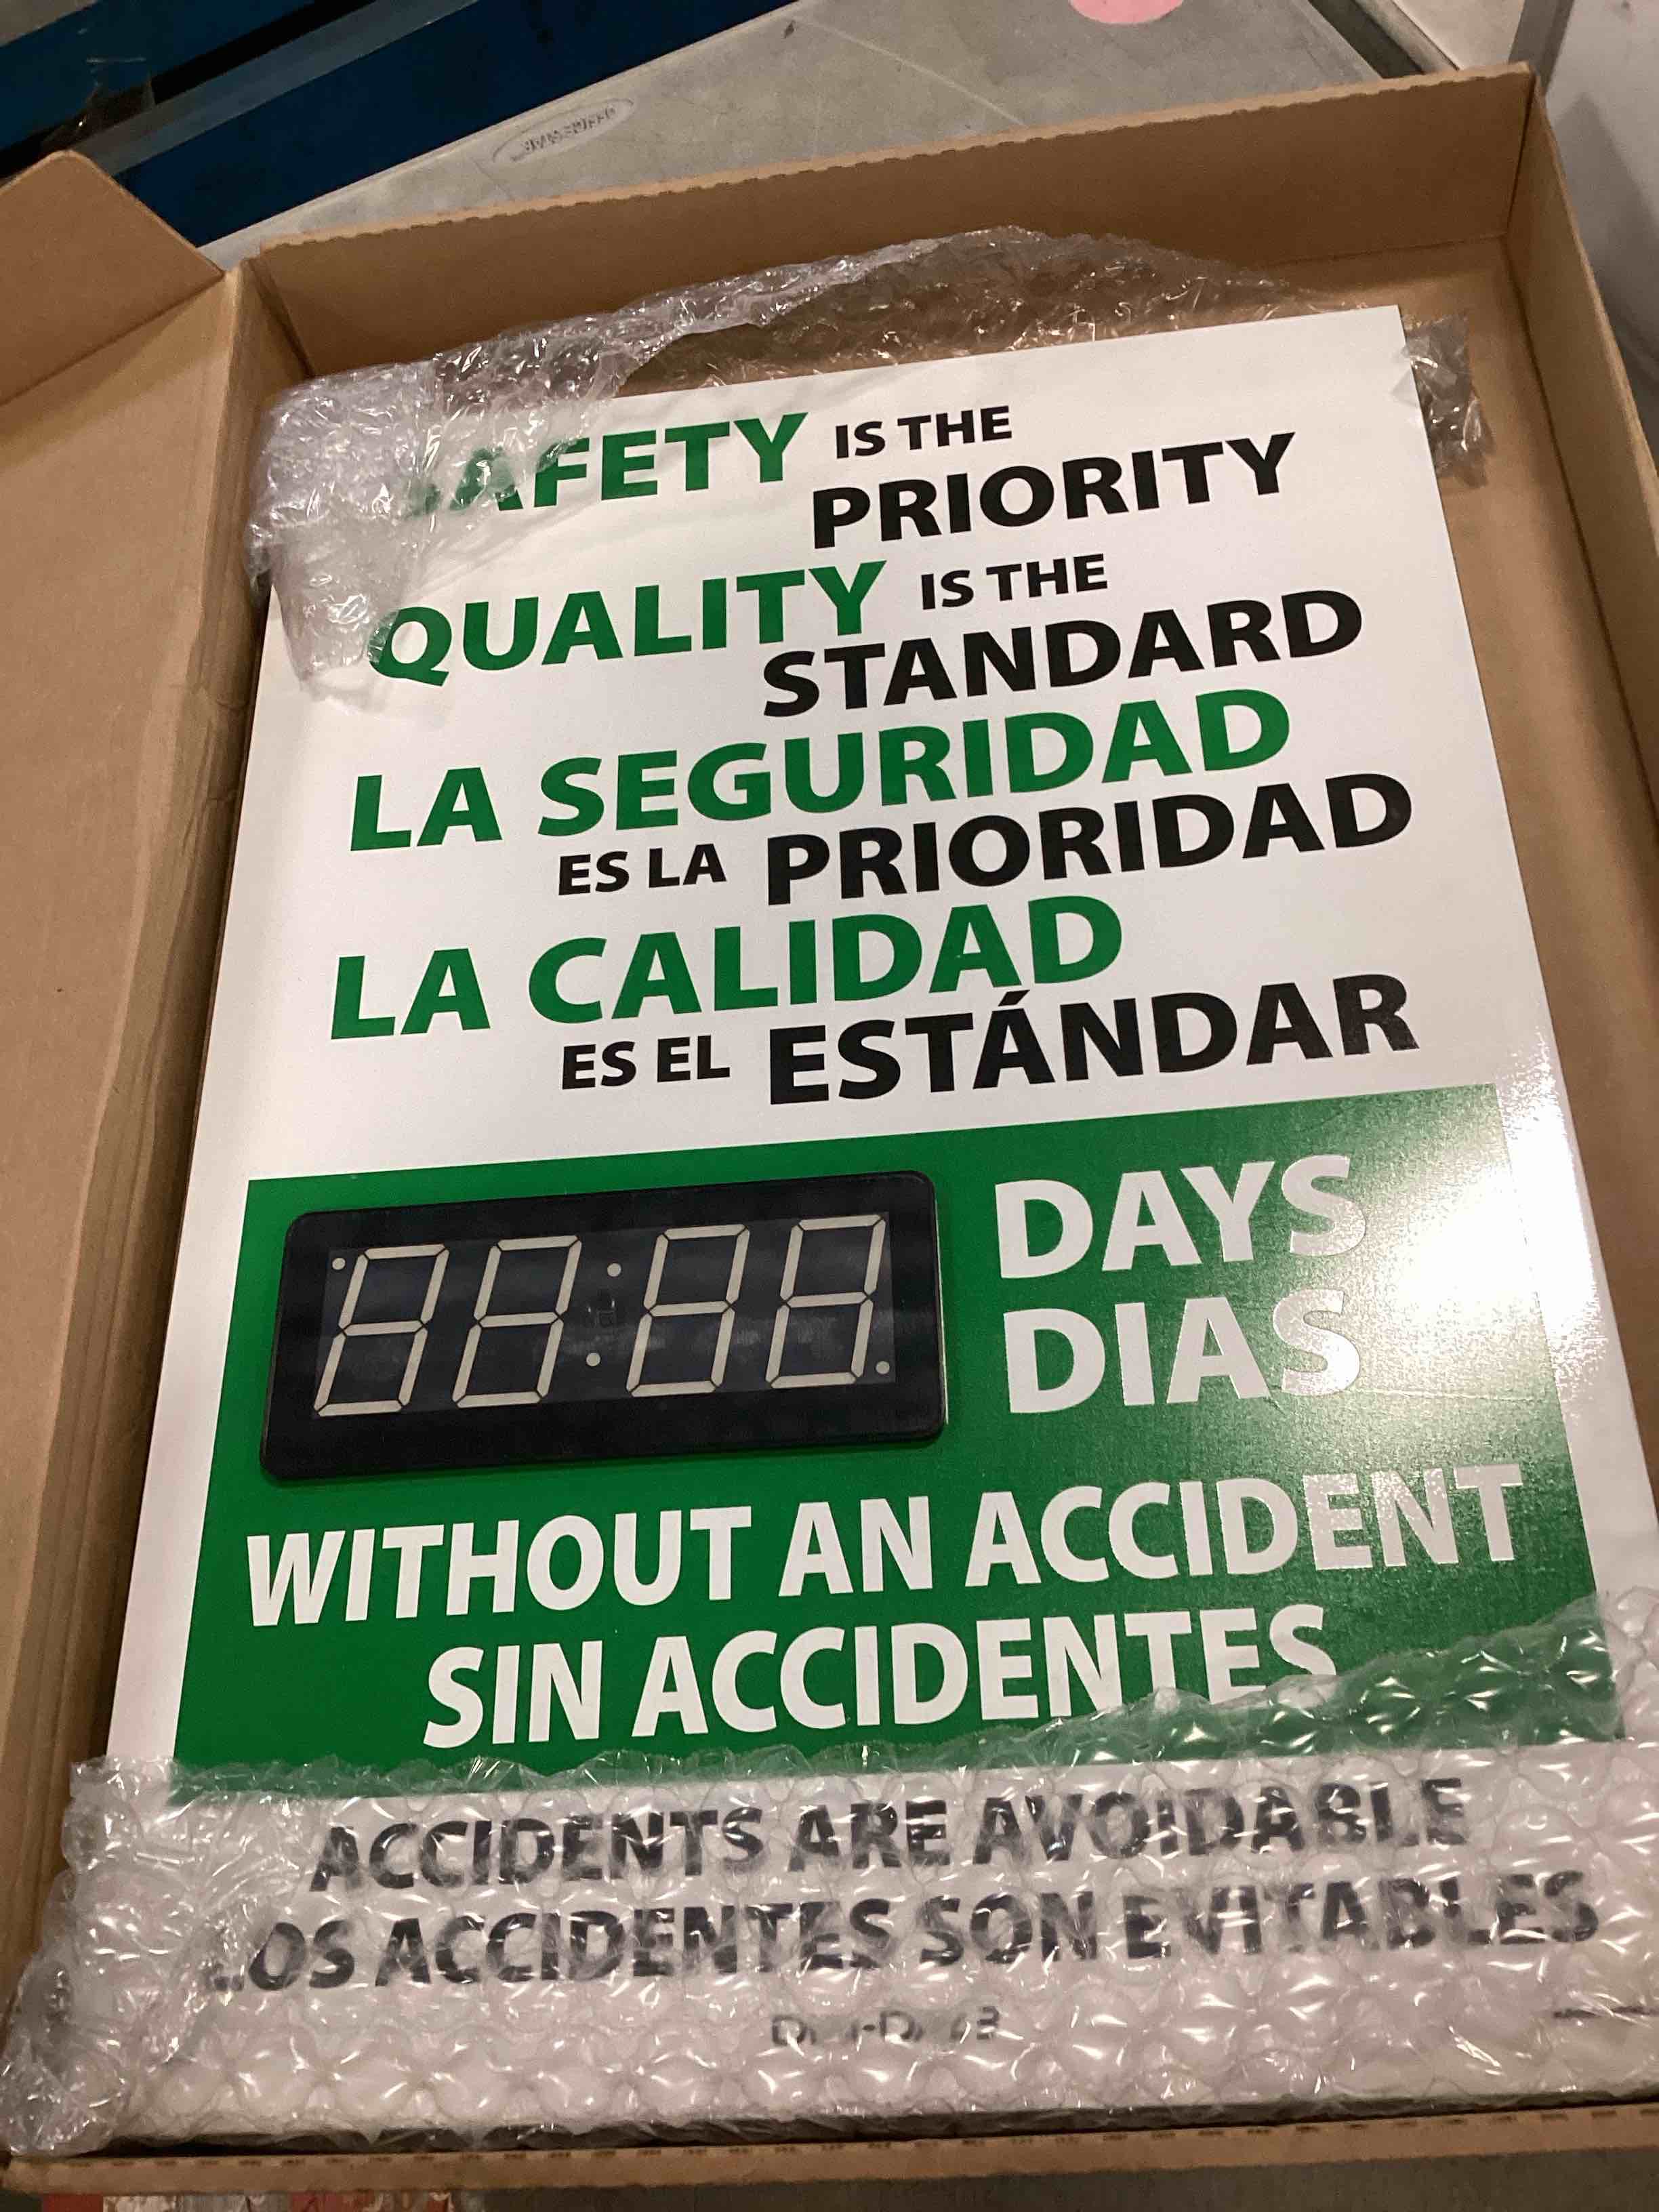 SAFETY IS THE
PRIORITY
QUALITY IS THE
STANDARD
LA SEGURIDAD
ES LA PRIORIDAD
LA CALIDAD
ES EL ESTÁNDAR
DAYS
DIAS
WITHOUT AN ACCIDENT
SIN ACCIDENTES
ACCIDENTS ARE AVOIDABLE
LOS ACCIDENTES SON EVITABLES